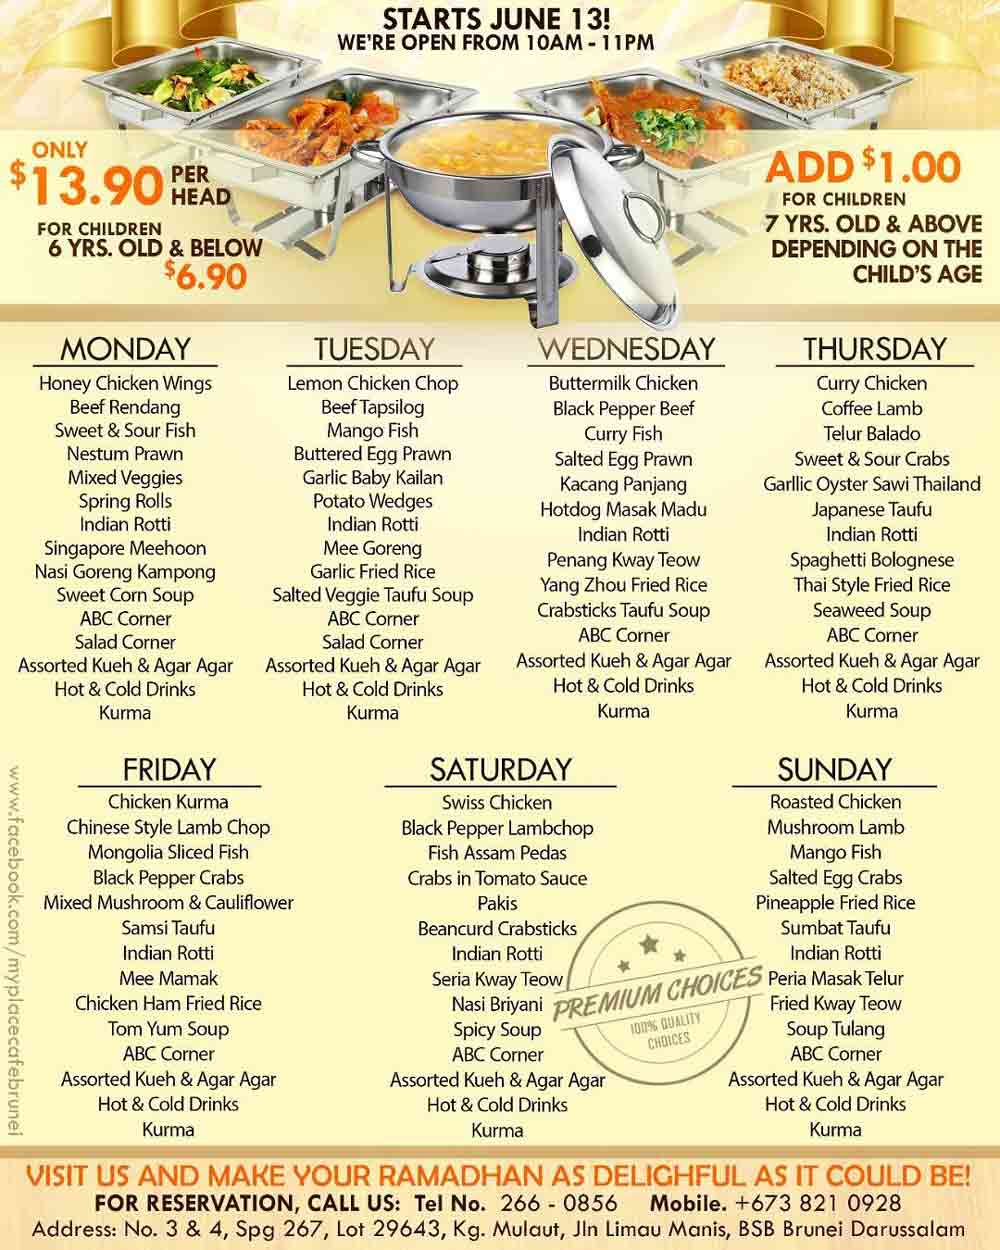 STARTS JUNE 13!
WE'RE OPEN FROM 10AM - 11PM
ONLY
$13.90 PER HEAD
FOR CHILDREN
6 YRS. OLD & BELOW
$6.90
ADD $1.00
FOR CHILDREN
7 YRS. OLD & ABOVE
DEPENDING ON THE
CHILD'S AGE
MONDAY
Honey Chicken Wings
Beef Rendang
Sweet & Sour Fish
Nestum Prawn
Mixed Veggies
Spring Rolls
Indian Rotti
Singapore Meehoon
Nasi Goreng Kampong
Sweet Corn Soup
ABC Corner
Salad Corner
Assorted Kueh & Agar Agar
Hot & Cold Drinks
Kurma
TUESDAY
Lemon Chicken Chop
Beef Tapsilog
Mango Fish
Buttered Egg Prawn
Garlic Baby Kailan
Potato Wedges
Indian Rotti
Mee Goreng
Garlic Fried Rice
Salted Veggie Taufu Soup
ABC Corner
Salad Corner
Assorted Kueh & Agar Agar
Hot & Cold Drinks
Kurma
WEDNESDAY
Buttermilk Chicken
Black Pepper Beef
Curry Fish
Salted Egg Prawn
Kacang Panjang
Hotdog Masak Madu
Indian Rotti
Penang Kway Teow
Yang Zhou Fried Rice
Crabsticks Taufu Soup
ABC Corner
Assorted Kueh & Agar Agar
Hot & Cold Drinks
Kurma
THURSDAY
Curry Chicken
Coffee Lamb
Telur Balado
Sweet & Sour Crabs
Garllic Oyster Sawi Thailand
Japanese Taufu
Indian Rotti
Spaghetti Bolognese
Thai Style Fried Rice
Seaweed Soup
ABC Corner
Assorted Kueh & Agar Agar
Hot & Cold Drinks
Kurma
www.facebook.com/myplacecafebrunei
FRIDAY
Chicken Kurma
Chinese Style Lamb Chop
Mongolia Sliced Fish
Black Pepper Crabs
Mixed Mushroom & Cauliflower
Samsi Taufu
Indian Rotti
Mee Mamak
Chicken Ham Fried Rice
Tom Yum Soup
ABC Corner
Assorted Kueh & Agar Agar
Hot & Cold Drinks
Kurma
SATURDAY
Swiss Chicken
Black Pepper Lambchop
Fish Assam Pedas
Crabs in Tomato Sauce
Pakis
Beancurd Crabsticks
Indian Rotti
Seria Kway Teow
Nasi Briyani
Spicy Soup
ABC Corner
Assorted Kueh & Agar Agar
Hot & Cold Drinks
Kurma
PREMIUM CHOICES
100% QUALITY
CHOICES
SUNDAY
Roasted Chicken
Mushroom Lamb
Mango Fish
Salted Egg Crabs
Pineapple Fried Rice
Sumbat Taufu
Indian Rotti
Peria Masak Telur
Fried Kway Teow
Soup Tulang
ABC Corner
Assorted Kueh & Agar Agar
Hot & Cold Drinks
Kurma
VISIT US AND MAKE YOUR RAMADHAN AS DELIGHFUL AS IT COULD BE!
FOR RESERVATION, CALL US: Tel No. 266 - 0856 Mobile. +673 821 0928
Address: No. 3 & 4, Spg 267, Lot 29643, Kg. Mulaut, Jln Limau Manis, BSB Brunei Darussalam